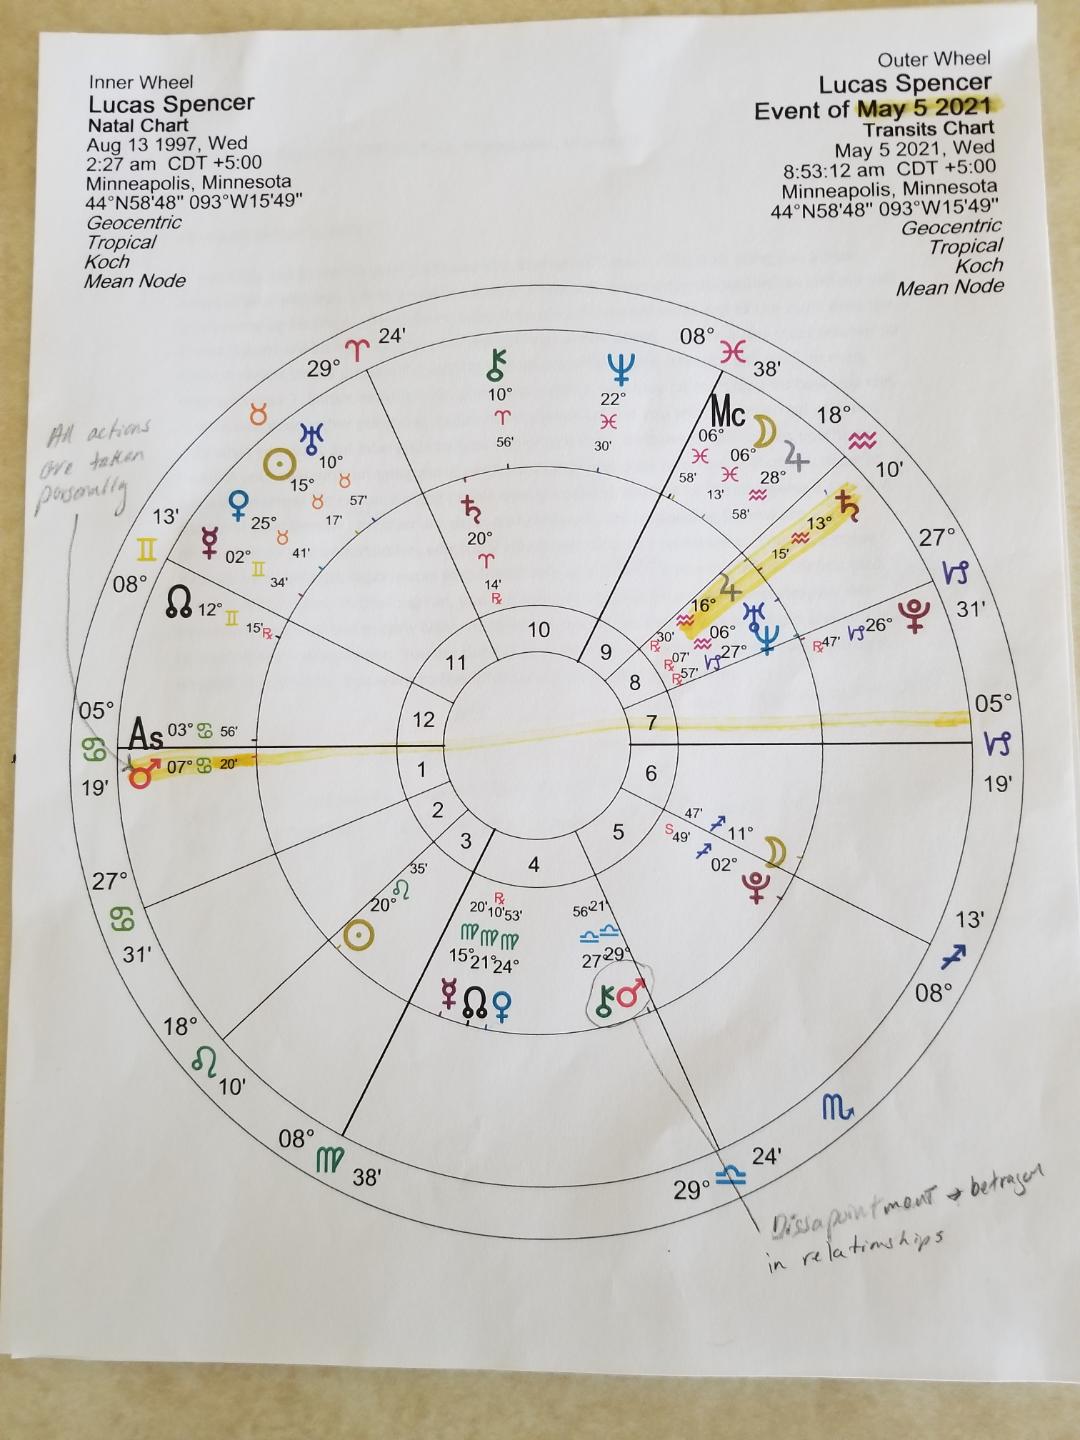 Inner Wheel
Lucas Spencer
Natal Chart
Aug 13 1997, Wed
2:27 am CDT +5:00
Minneapolis, Minnesota
44°N58'48" 093°W15'49"
Geocentric
Tropical
Koch
Mean Node
Outer Wheel
Lucas Spencer
Event of May 5 2021
Transits Chart
May 5 2021, Wed
8:53:12 am CDT +5:00
Minneapolis, Minnesota
44°N58'48" 093°W15'49"
Geocentric
Tropical
Koch
Mean Node
29° ♈ 24'
08° ♓ 38'
18° ♒ 10'
27° ♑ 31'
05° ♑ 19'
13' ♐ 08°
♏
29° ♎ 24'
08° ♍ 38'
18° ♌ 10'
27° ♋ 31'
05° ♋ 19'
13' ♊ 08°
♉
⚷ 10° ♈ 56'
♆ 22° ♓ 30'
Mc 06° ♓ 58'
☽ 06° ♓ 13'
♃ 28° ♒ 58'
♄ 13° ♒ 15'
♇ 26° ♑ 47' ℞
♅ 10° ♉ 57'
☉ 15° ♉ 17'
♀ 25° ♉ 41'
☿ 02° ♊ 34'
☊ 12° ♊ 15' ℞
As 03° ♋ 56'
♂ 07° ♋ 20'
♄ 20° ♈ 14' ℞
♃ 16° ♒ 30' ℞
♅ 06° ♒ 07' ℞
♆ 27° ♑ 57' ℞
47' ♐ 11° ☽
S 49' ♐ 02° ♇
☉ 20° ♌ 35'
20' ♍ 15° ☿
℞ 10' ♍ 21° ☊
53' ♍ 24° ♀
56' ♎ 27° ⚷
21' ♎ 29° ♂
10
9
8
7
6
5
4
3
2
1
12
11
All actions
are taken
personally
Dissapointment → betrayal
in relationships